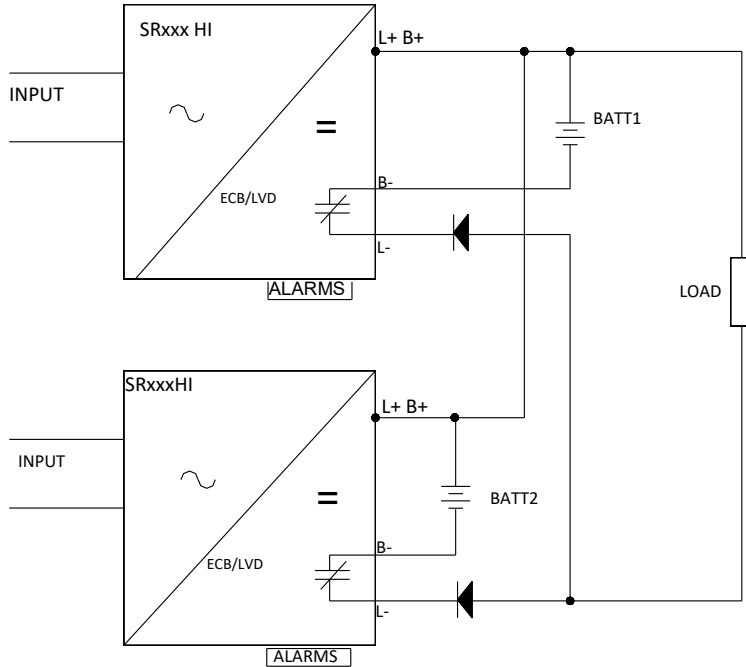 SRxxx HI
L+ B+
INPUT
BATT1
=
B-
ECB/LVD
L-
ALARMS
LOAD
SRxxxHI
L+ B+
INPUT
BATT2
=
B-
ECB/LVD
L-
ALARMS